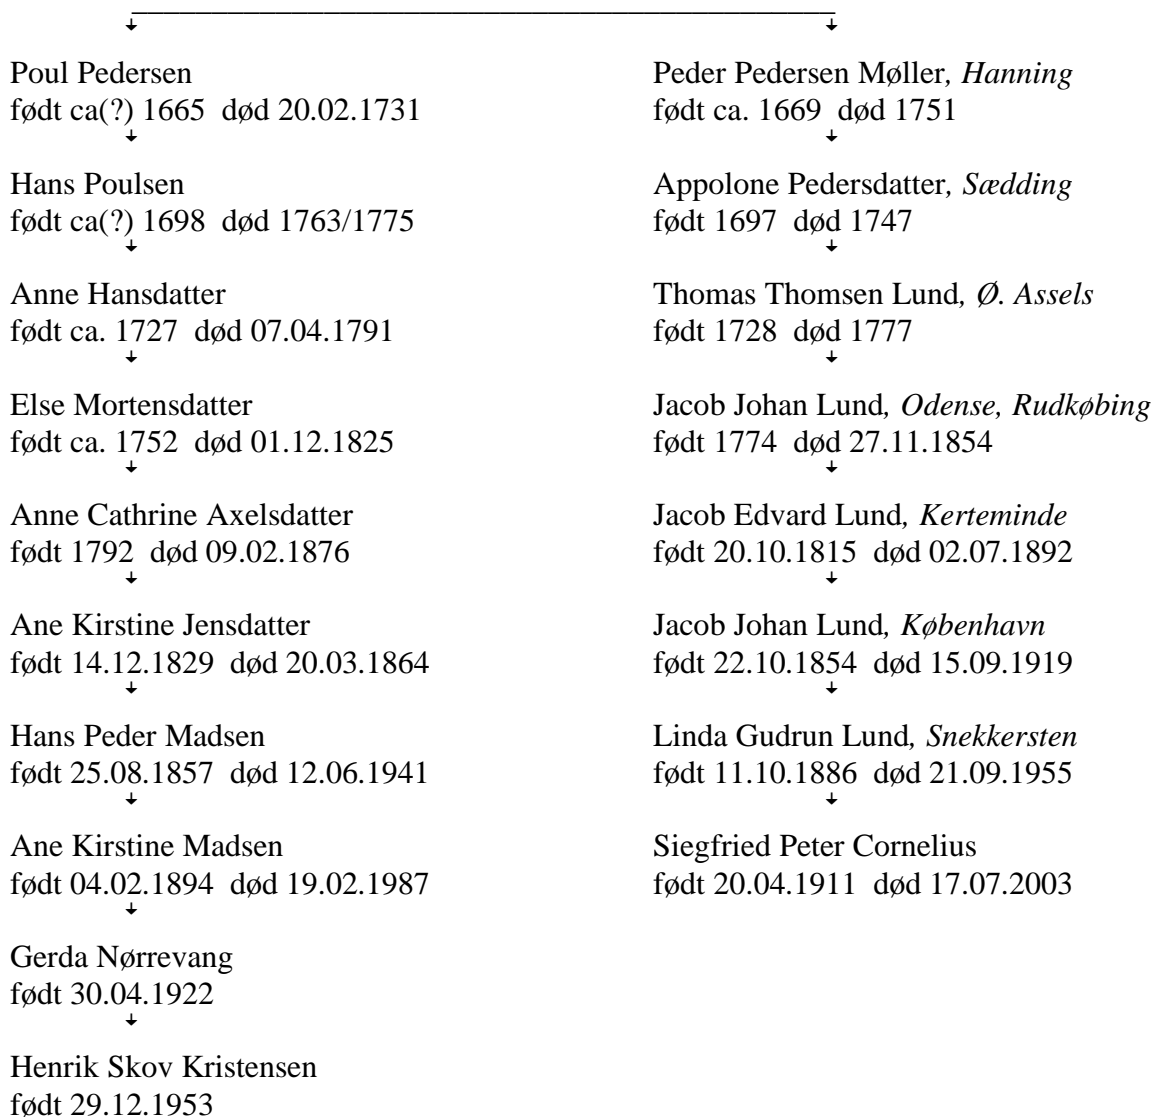 Poul Pedersen
født ca(?) 1665 død 20.02.1731
Hans Poulsen
født ca(?) 1698 død 1763/1775
Anne Hansdatter
født ca. 1727 død 07.04.1791
Else Mortensdatter
født ca. 1752 død 01.12.1825
Anne Cathrine Axelsdatter
født 1792 død 09.02.1876
Ane Kirstine Jensdatter
født 14.12.1829 død 20.03.1864
Hans Peder Madsen
født 25.08.1857 død 12.06.1941
Ane Kirstine Madsen
født 04.02.1894 død 19.02.1987
Gerda Nørrevang
født 30.04.1922
Henrik Skov Kristensen
født 29.12.1953
Peder Pedersen Møller, Hanning
født ca. 1669 død 1751
Appolone Pedersdatter, Sædding
født 1697 død 1747
Thomas Thomsen Lund, Ø. Assels
født 1728 død 1777
Jacob Johan Lund, Odense, Rudkøbing
født 1774 død 27.11.1854
Jacob Edvard Lund, Kerteminde
født 20.10.1815 død 02.07.1892
Jacob Johan Lund, København
født 22.10.1854 død 15.09.1919
Linda Gudrun Lund, Snekkersten
født 11.10.1886 død 21.09.1955
Siegfried Peter Cornelius
født 20.04.1911 død 17.07.2003